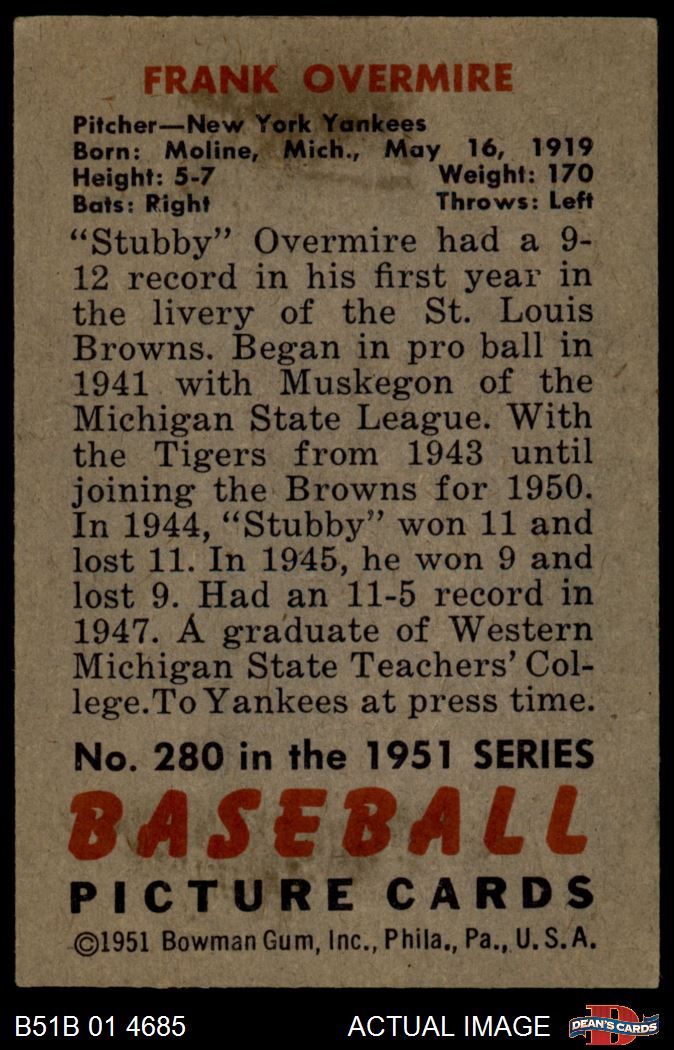 FRANK OVERMIRE
Pitcher—New York Yankees
Born: Moline, Mich., May 16, 1919
Height: 5-7 Weight: 170
Bats: Right Throws: Left
“Stubby” Overmire had a 9-
12 record in his first year in
the livery of the St. Louis
Browns. Began in pro ball in
1941 with Muskegon of the
Michigan State League. With
the Tigers from 1943 until
joining the Browns for 1950.
In 1944, “Stubby” won 11 and
lost 11. In 1945, he won 9 and
lost 9. Had an 11-5 record in
1947. A graduate of Western
Michigan State Teachers’ Col-
lege.To Yankees at press time.
No. 280 in the 1951 SERIES
BASEBALL
PICTURE CARDS
©1951 Bowman Gum, Inc., Phila., Pa., U.S.A.
B51B 01 4685 ACTUAL IMAGE D DEAN'S CARDS